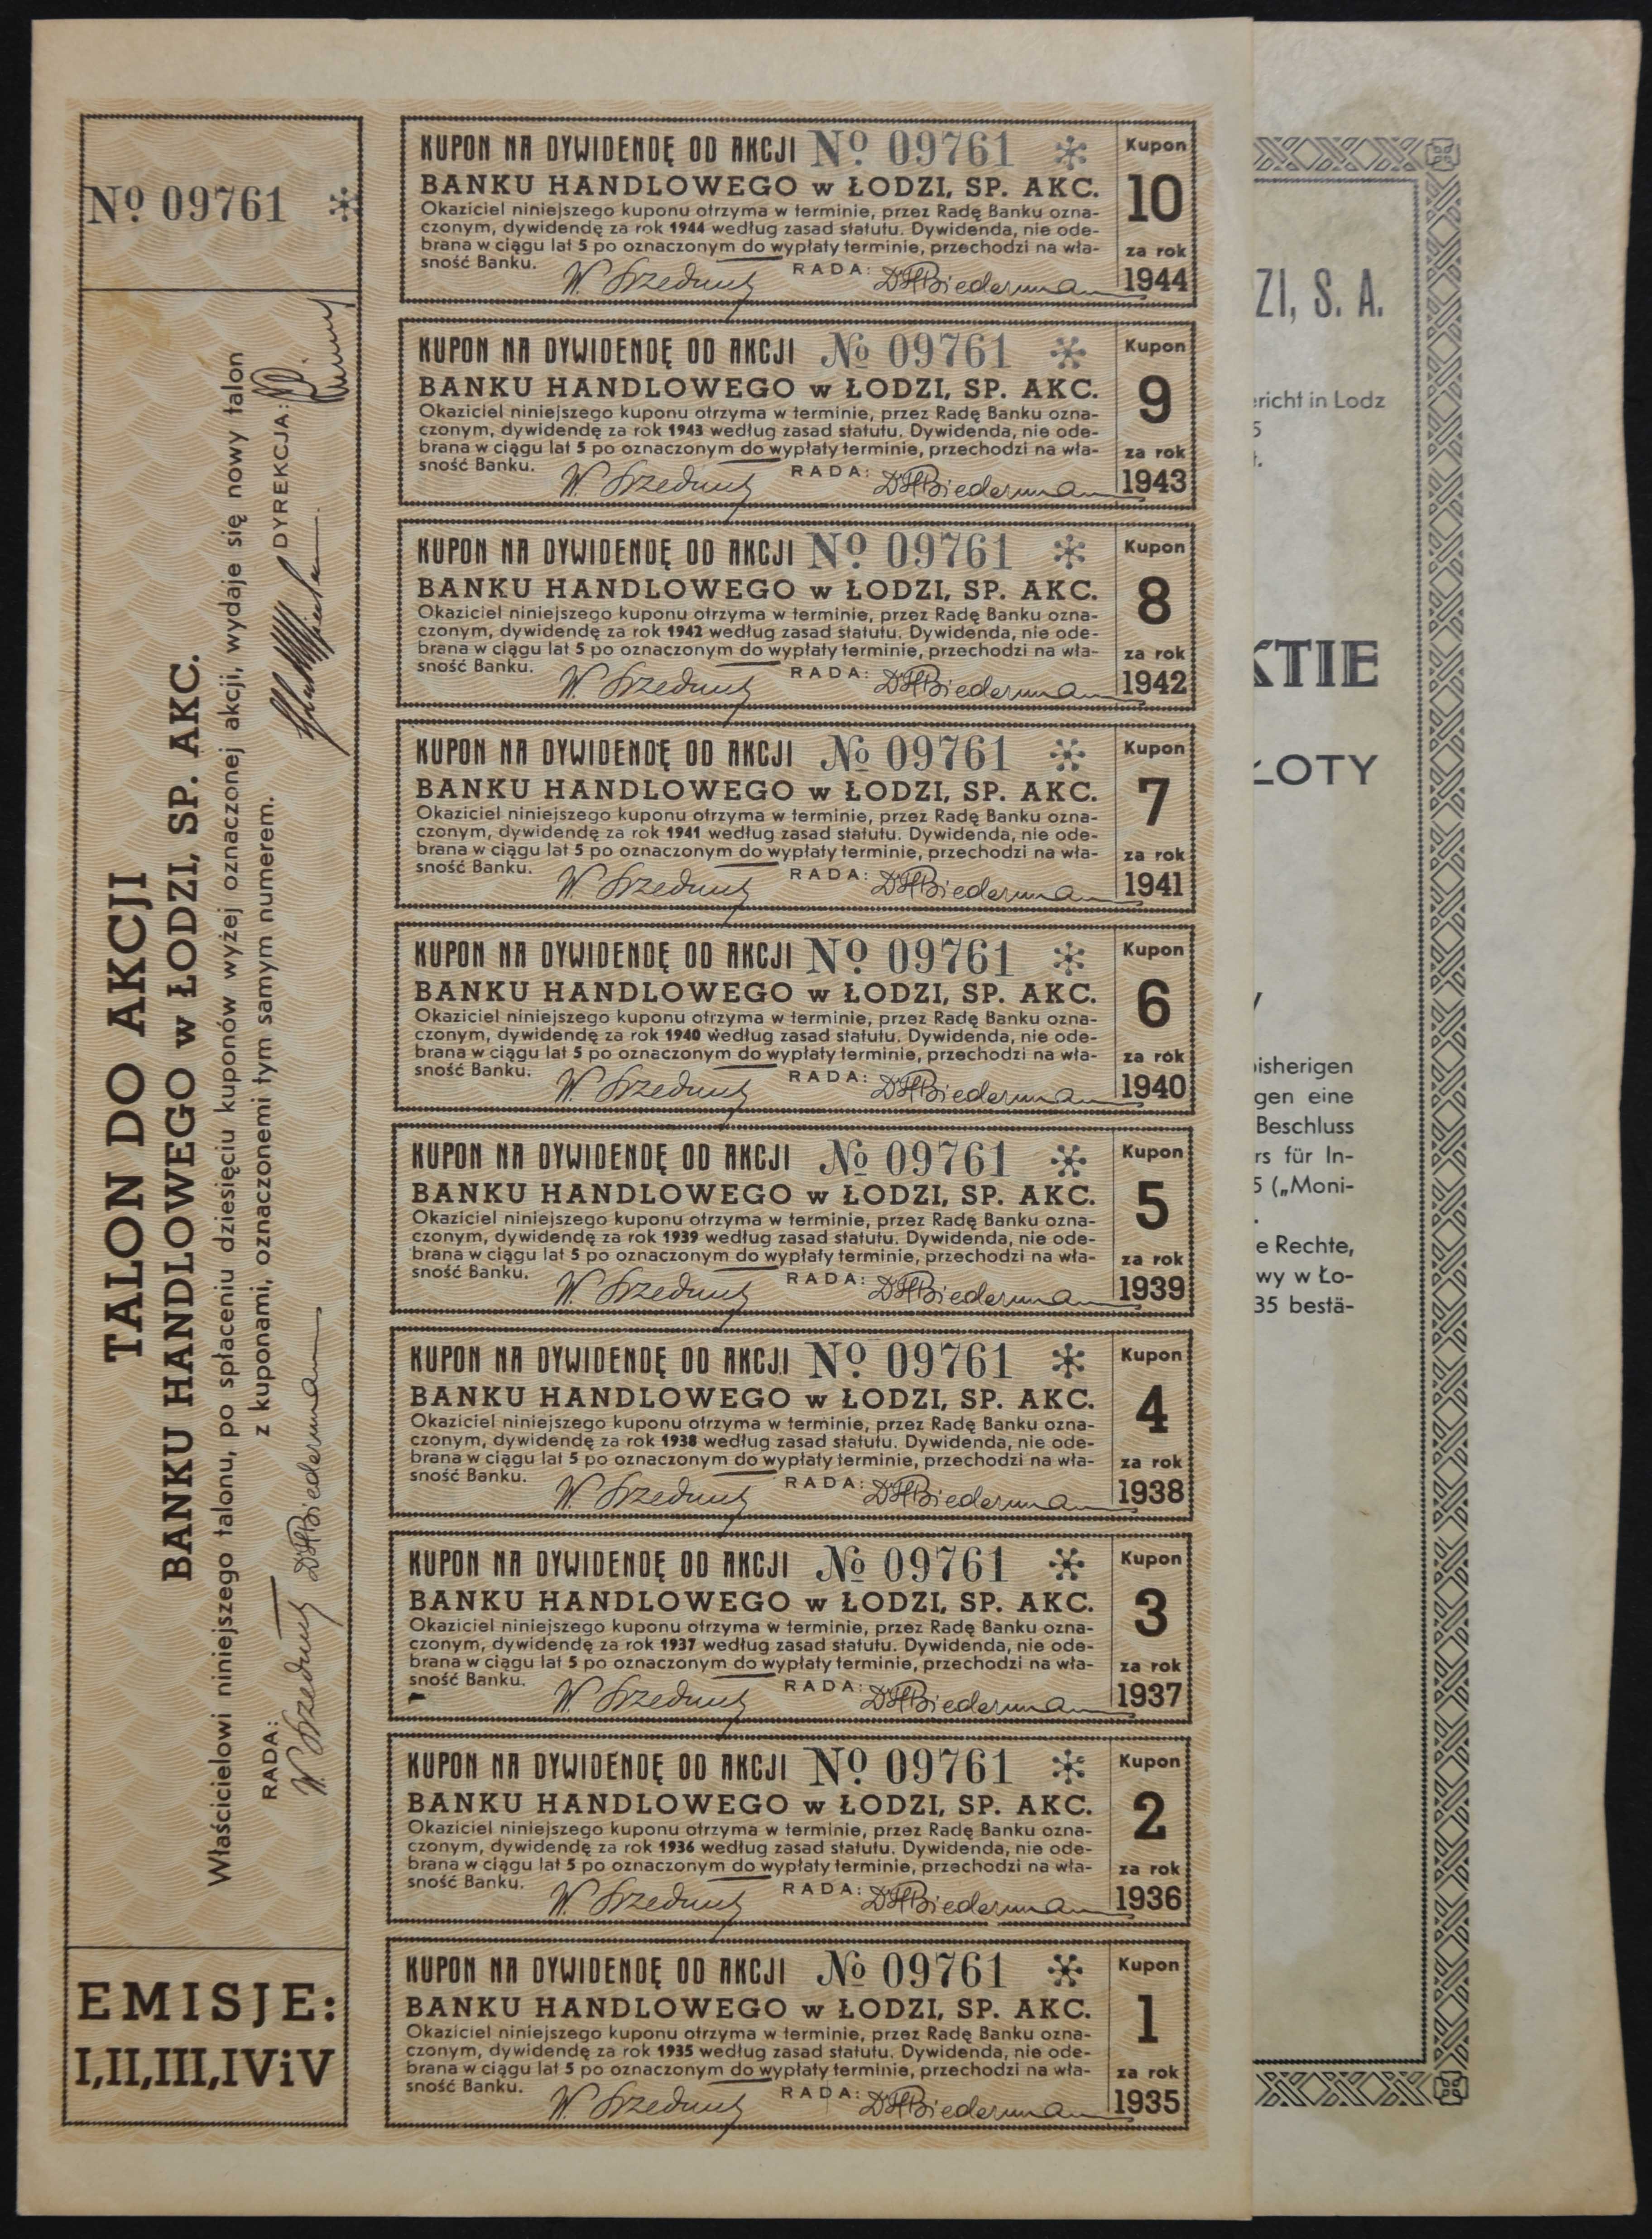 № 09761 *
TALON DO AKCJI
BANKU HANDLOWEGO w ŁODZI, SP. AKC.
Właścicielowi niniejszego talonu, po spłaceniu dziesięciu kuponów wyżej oznaczonej akcji, wydaje się nowy talon
z kuponami, oznaczonemi tym samym numerem.
RADA:
DYREKCJA:
EMISJE:
I,II,III,IV i V
KUPON NA DYWIDENDĘ OD AKCJI № 09761 *
BANKU HANDLOWEGO w ŁODZI, SP. AKC.
Okaziciel niniejszego kuponu otrzyma w terminie, przez Radę Banku ozna-
czonym, dywidendę za rok 1944 według zasad statutu. Dywidenda, nie ode-
brana w ciągu lat 5 po oznaczonym do wypłaty terminie, przechodzi na wła-
sność Banku.
RADA:
DHBiedermann
Kupon
10
za rok
1944
KUPON NA DYWIDENDĘ OD AKCJI № 09761 *
BANKU HANDLOWEGO w ŁODZI, SP. AKC.
Okaziciel niniejszego kuponu otrzyma w terminie, przez Radę Banku ozna-
czonym, dywidendę za rok 1943 według zasad statutu. Dywidenda, nie ode-
brana w ciągu lat 5 po oznaczonym do wypłaty terminie, przechodzi na wła-
sność Banku.
RADA:
DHBiedermann
Kupon
9
za rok
1943
KUPON NA DYWIDENDĘ OD AKCJI № 09761 *
BANKU HANDLOWEGO w ŁODZI, SP. AKC.
Okaziciel niniejszego kuponu otrzyma w terminie, przez Radę Banku ozna-
czonym, dywidendę za rok 1942 według zasad statutu. Dywidenda, nie ode-
brana w ciągu lat 5 po oznaczonym do wypłaty terminie, przechodzi na wła-
sność Banku.
RADA:
DHBiedermann
Kupon
8
za rok
1942
KUPON NA DYWIDENDĘ OD AKCJI № 09761 *
BANKU HANDLOWEGO w ŁODZI, SP. AKC.
Okaziciel niniejszego kuponu otrzyma w terminie, przez Radę Banku ozna-
czonym, dywidendę za rok 1941 według zasad statutu. Dywidenda, nie ode-
brana w ciągu lat 5 po oznaczonym do wypłaty terminie, przechodzi na wła-
sność Banku.
RADA:
DHBiedermann
Kupon
7
za rok
1941
KUPON NA DYWIDENDĘ OD AKCJI № 09761 *
BANKU HANDLOWEGO w ŁODZI, SP. AKC.
Okaziciel niniejszego kuponu otrzyma w terminie, przez Radę Banku ozna-
czonym, dywidendę za rok 1940 według zasad statutu. Dywidenda, nie ode-
brana w ciągu lat 5 po oznaczonym do wypłaty terminie, przechodzi na wła-
sność Banku.
RADA:
DHBiedermann
Kupon
6
za rok
1940
KUPON NA DYWIDENDĘ OD AKCJI № 09761 *
BANKU HANDLOWEGO w ŁODZI, SP. AKC.
Okaziciel niniejszego kuponu otrzyma w terminie, przez Radę Banku ozna-
czonym, dywidendę za rok 1939 według zasad statutu. Dywidenda, nie ode-
brana w ciągu lat 5 po oznaczonym do wypłaty terminie, przechodzi na wła-
sność Banku.
RADA:
DHBiedermann
Kupon
5
za rok
1939
KUPON NA DYWIDENDĘ OD AKCJI № 09761 *
BANKU HANDLOWEGO w ŁODZI, SP. AKC.
Okaziciel niniejszego kuponu otrzyma w terminie, przez Radę Banku ozna-
czonym, dywidendę za rok 1938 według zasad statutu. Dywidenda, nie ode-
brana w ciągu lat 5 po oznaczonym do wypłaty terminie, przechodzi na wła-
sność Banku.
RADA:
DHBiedermann
Kupon
4
za rok
1938
KUPON NA DYWIDENDĘ OD AKCJI № 09761 *
BANKU HANDLOWEGO w ŁODZI, SP. AKC.
Okaziciel niniejszego kuponu otrzyma w terminie, przez Radę Banku ozna-
czonym, dywidendę za rok 1937 według zasad statutu. Dywidenda, nie ode-
brana w ciągu lat 5 po oznaczonym do wypłaty terminie, przechodzi na wła-
sność Banku.
RADA:
DHBiedermann
Kupon
3
za rok
1937
KUPON NA DYWIDENDĘ OD AKCJI № 09761 *
BANKU HANDLOWEGO w ŁODZI, SP. AKC.
Okaziciel niniejszego kuponu otrzyma w terminie, przez Radę Banku ozna-
czonym, dywidendę za rok 1936 według zasad statutu. Dywidenda, nie ode-
brana w ciągu lat 5 po oznaczonym do wypłaty terminie, przechodzi na wła-
sność Banku.
RADA:
DHBiedermann
Kupon
2
za rok
1936
KUPON NA DYWIDENDĘ OD AKCJI № 09761 *
BANKU HANDLOWEGO w ŁODZI, SP. AKC.
Okaziciel niniejszego kuponu otrzyma w terminie, przez Radę Banku ozna-
czonym, dywidendę za rok 1935 według zasad statutu. Dywidenda, nie ode-
brana w ciągu lat 5 po oznaczonym do wypłaty terminie, przechodzi na wła-
sność Banku.
RADA:
DHBiedermann
Kupon
1
za rok
1935
ZI, S. A.
ericht in Lodz
5
KTIE
ŁOTY
isherigen
gen eine
Beschluss
rs für In-
5 („Moni-
e Rechte,
wy w Ło-
35 bestä-